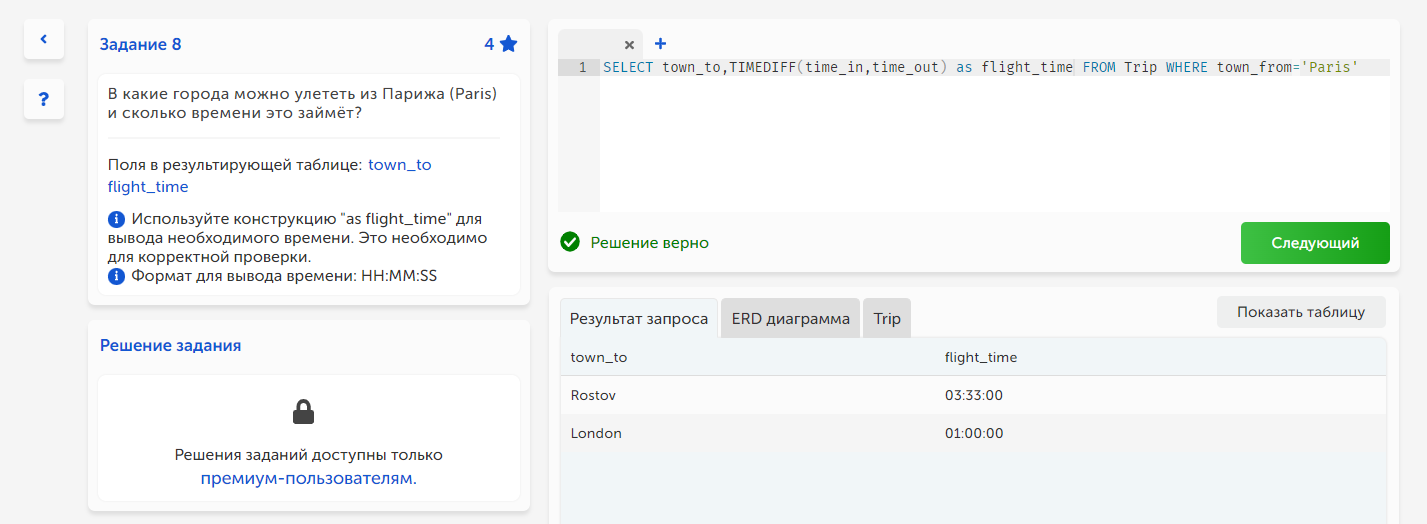 Задание 8
4
В какие города можно улететь из Парижа (Paris)
и сколько времени это займёт?
Поля в результирующей таблице: town_to
flight_time
Используйте конструкцию "as flight_time" для
вывода необходимого времени. Это необходимо
для корректной проверки.
Формат для вывода времени: HH:MM:SS
Решение задания
Решения заданий доступны только
премиум-пользователям.
1 SELECT town_to,TIMEDIFF(time_in,time_out) as flight_time FROM Trip WHERE town_from='Paris'
Решение верно
Следующий
Результат запроса
ERD диаграмма
Trip
Показать таблицу
town_to flight_time
Rostov 03:33:00
London 01:00:00